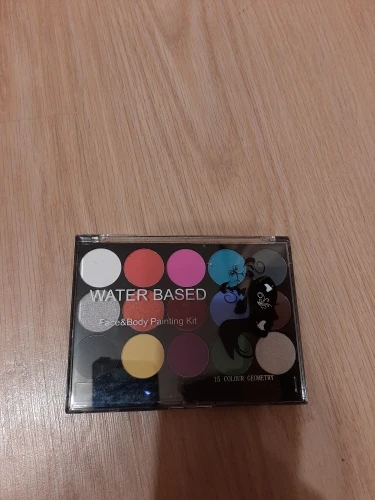 WATER BASED
Face&Body Painting Kit
15 COLOUR GEOMETRY